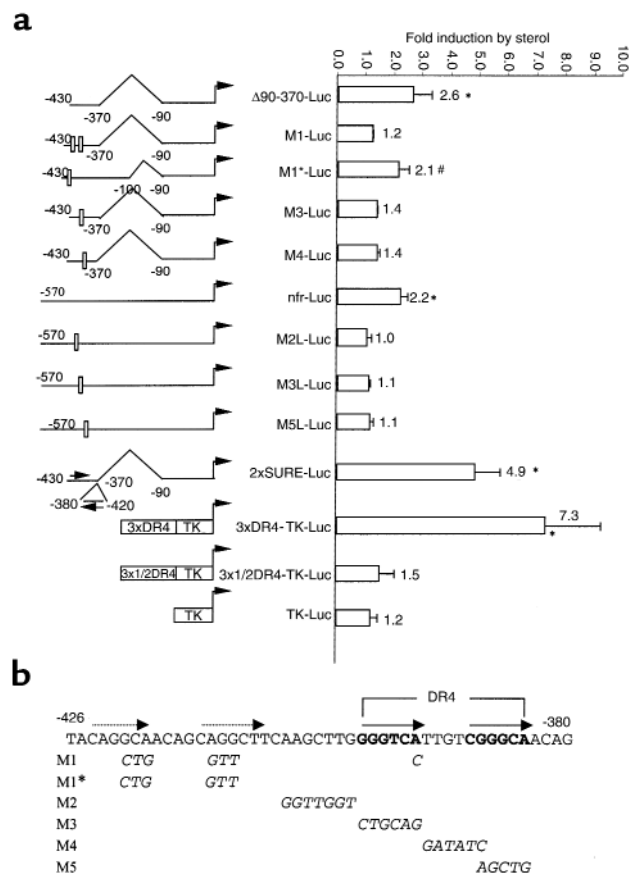 a
Fold induction by sterol
0.0 1.0 2.0 3.0 4.0 5.0 6.0 7.0 8.0 9.0 10.0
-430 -370 -90 Δ90-370-Luc 2.6 *
-430 -370 -90 M1-Luc 1.2
-430 -100 -90 M1*-Luc 2.1 #
-430 -370 -90 M3-Luc 1.4
-430 -370 -90 M4-Luc 1.4
-570 nfr-Luc 2.2 *
-570 M2L-Luc 1.0
-570 M3L-Luc 1.1
-570 M5L-Luc 1.1
-430 -370 -90 2xSURE-Luc 4.9 *
-380 -420
3xDR4 TK 3xDR4-TK-Luc 7.3 *
3x1/2DR4 TK 3x1/2DR4-TK-Luc 1.5
TK TK-Luc 1.2
b
DR4
-426 -380
TACAGGCAACAGCAGGCTTCAAGCTTGGGGTCATTGTCGGGCAACAG
M1 CTG GTT C
M1* CTG GTT
M2 GGTTGGT
M3 CTGCAG
M4 GATATC
M5 AGCTG